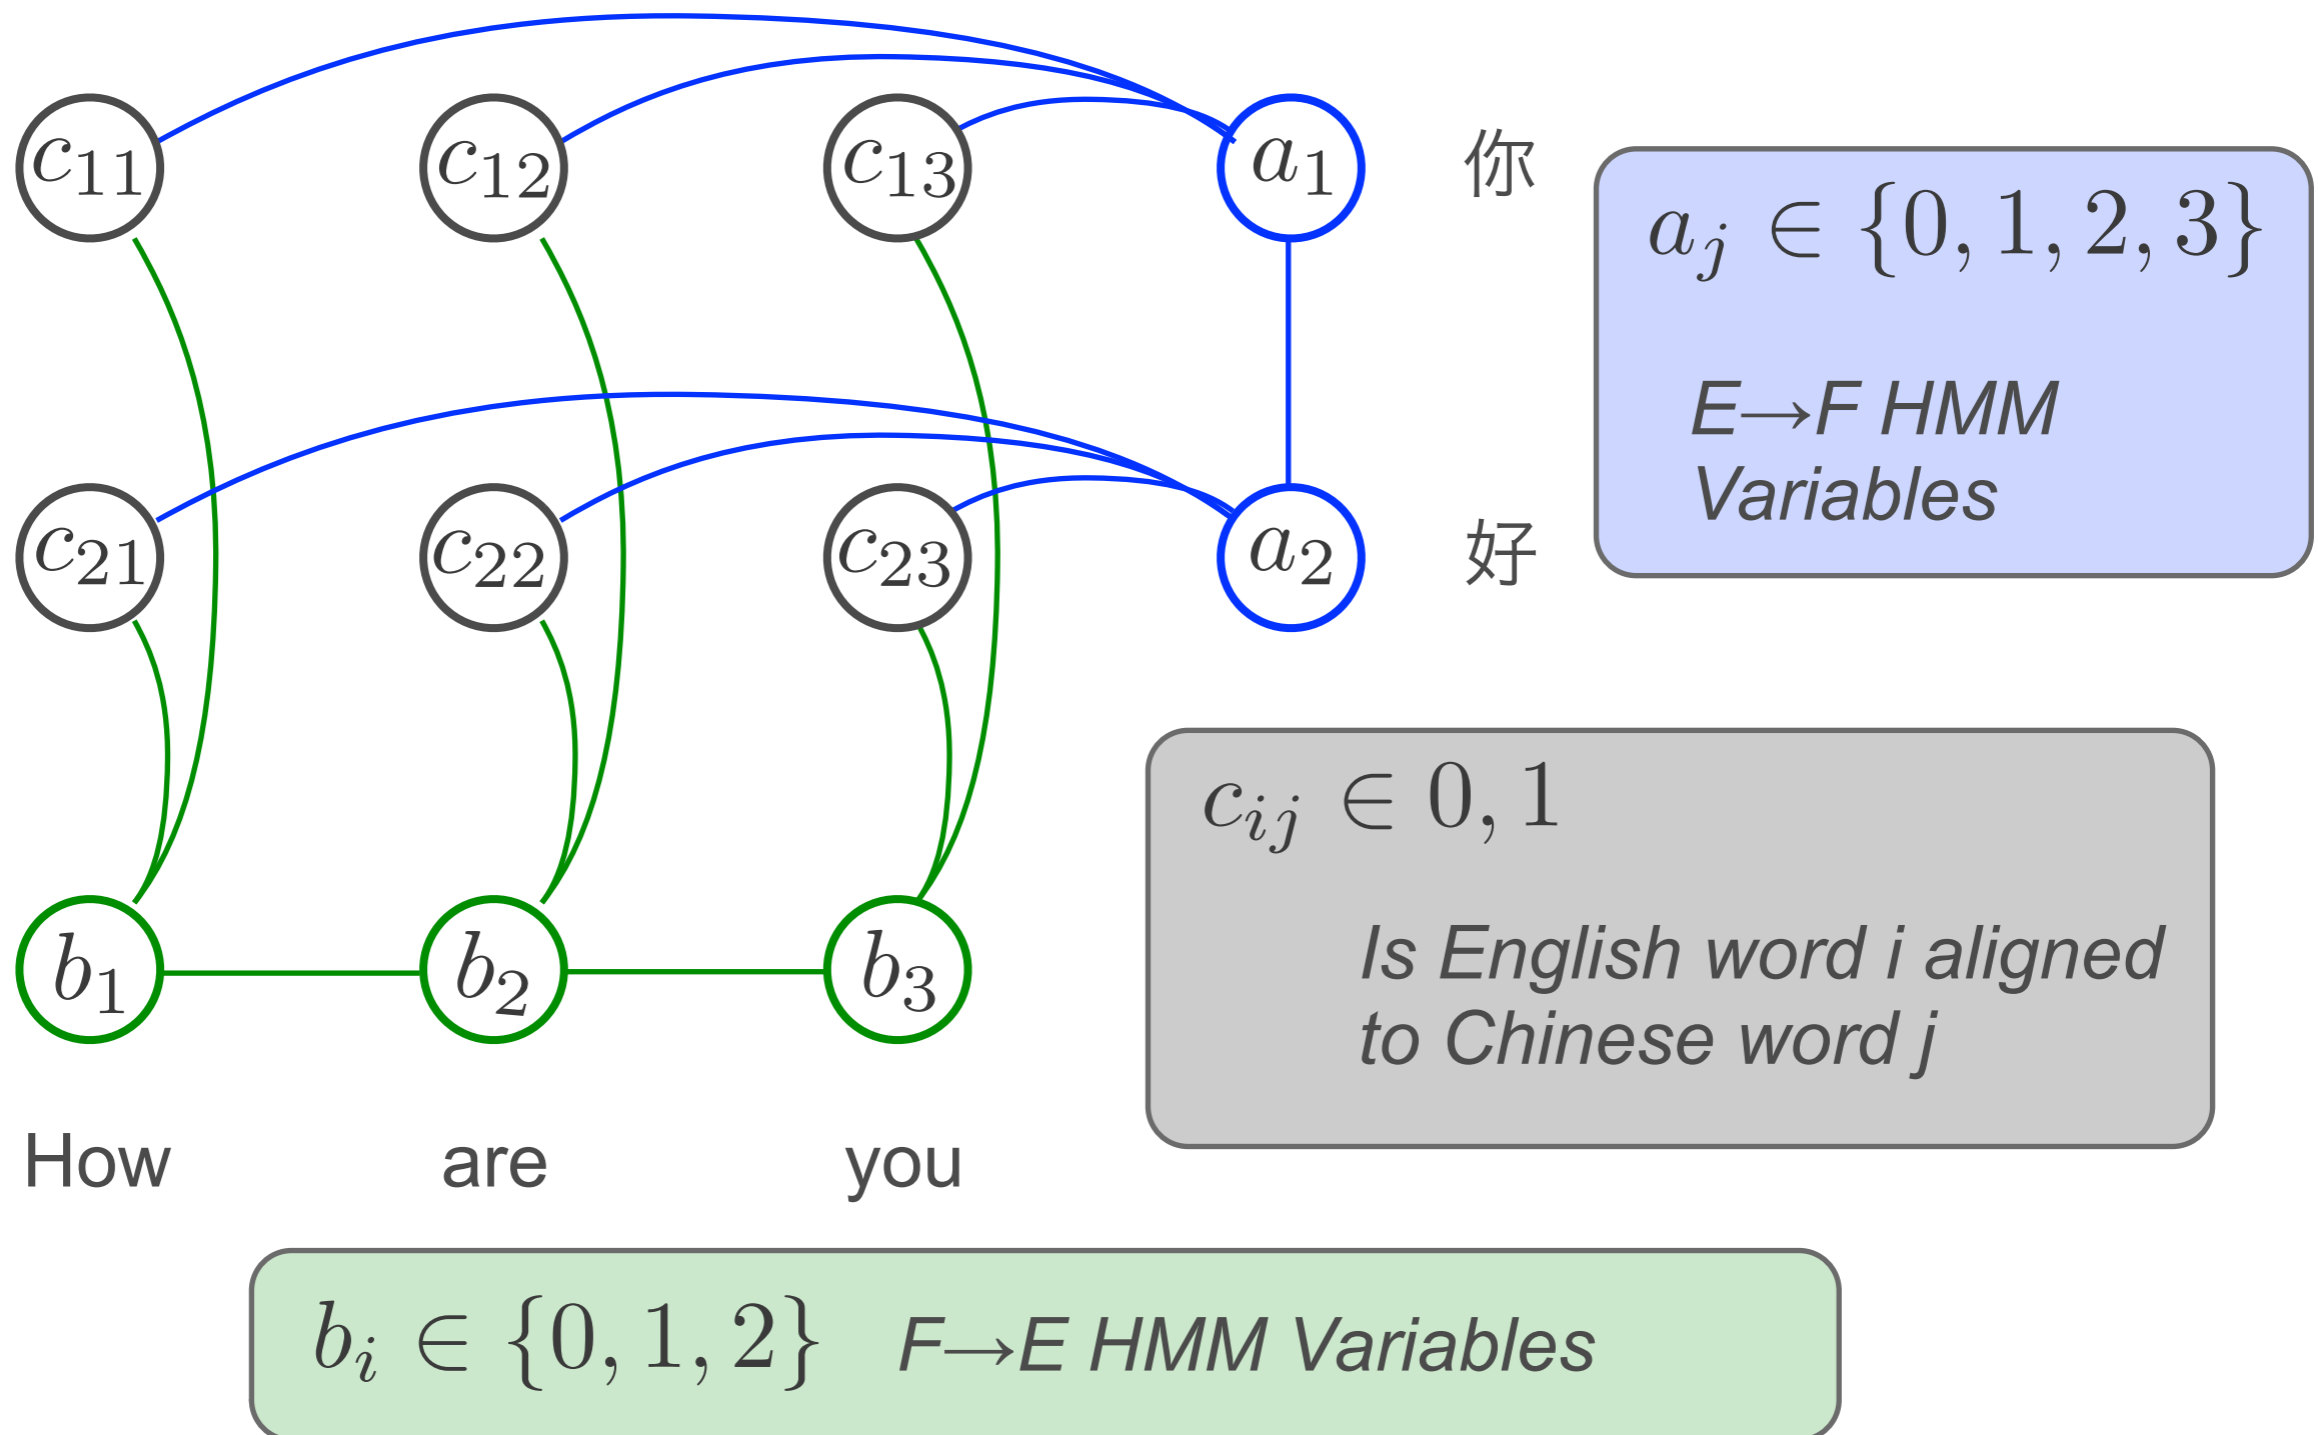 c₁₁ c₁₂ c₁₃ a₁ 你
c₂₁ c₂₂ c₂₃ a₂ 好
b₁ b₂ b₃
How are you
aⱼ ∈ {0, 1, 2, 3}
E→F HMM
Variables
cᵢⱼ ∈ 0, 1
Is English word i aligned
to Chinese word j
bᵢ ∈ {0, 1, 2} F→E HMM Variables